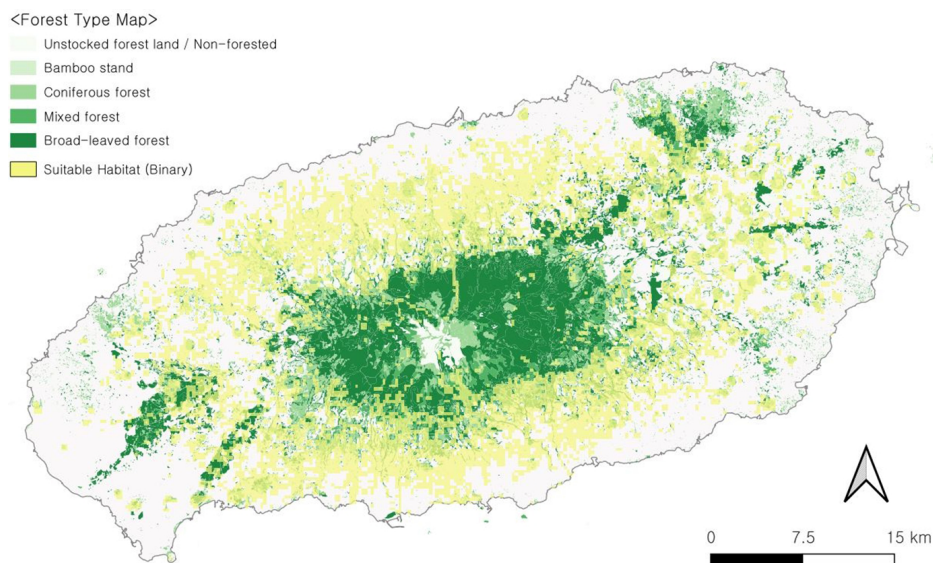 <Forest Type Map>
Unstocked forest land / Non-forested
Bamboo stand
Coniferous forest
Mixed forest
Broad-leaved forest
Suitable Habitat (Binary)
0 7.5 15 km